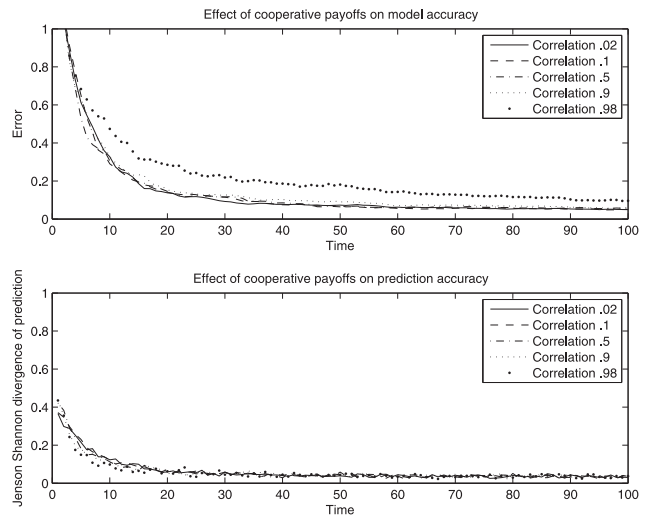 Effect of cooperative payoffs on model accuracy
1
0.8
0.6
0.4
0.2
0
Error
0 10 20 30 40 50 60 70 80 90 100
Time
Correlation .02
Correlation .1
Correlation .5
Correlation .9
Correlation .98
Effect of cooperative payoffs on prediction accuracy
1
0.8
0.6
0.4
0.2
0
Jenson Shannon divergence of prediction
0 10 20 30 40 50 60 70 80 90 100
Time
Correlation .02
Correlation .1
Correlation .5
Correlation .9
Correlation .98